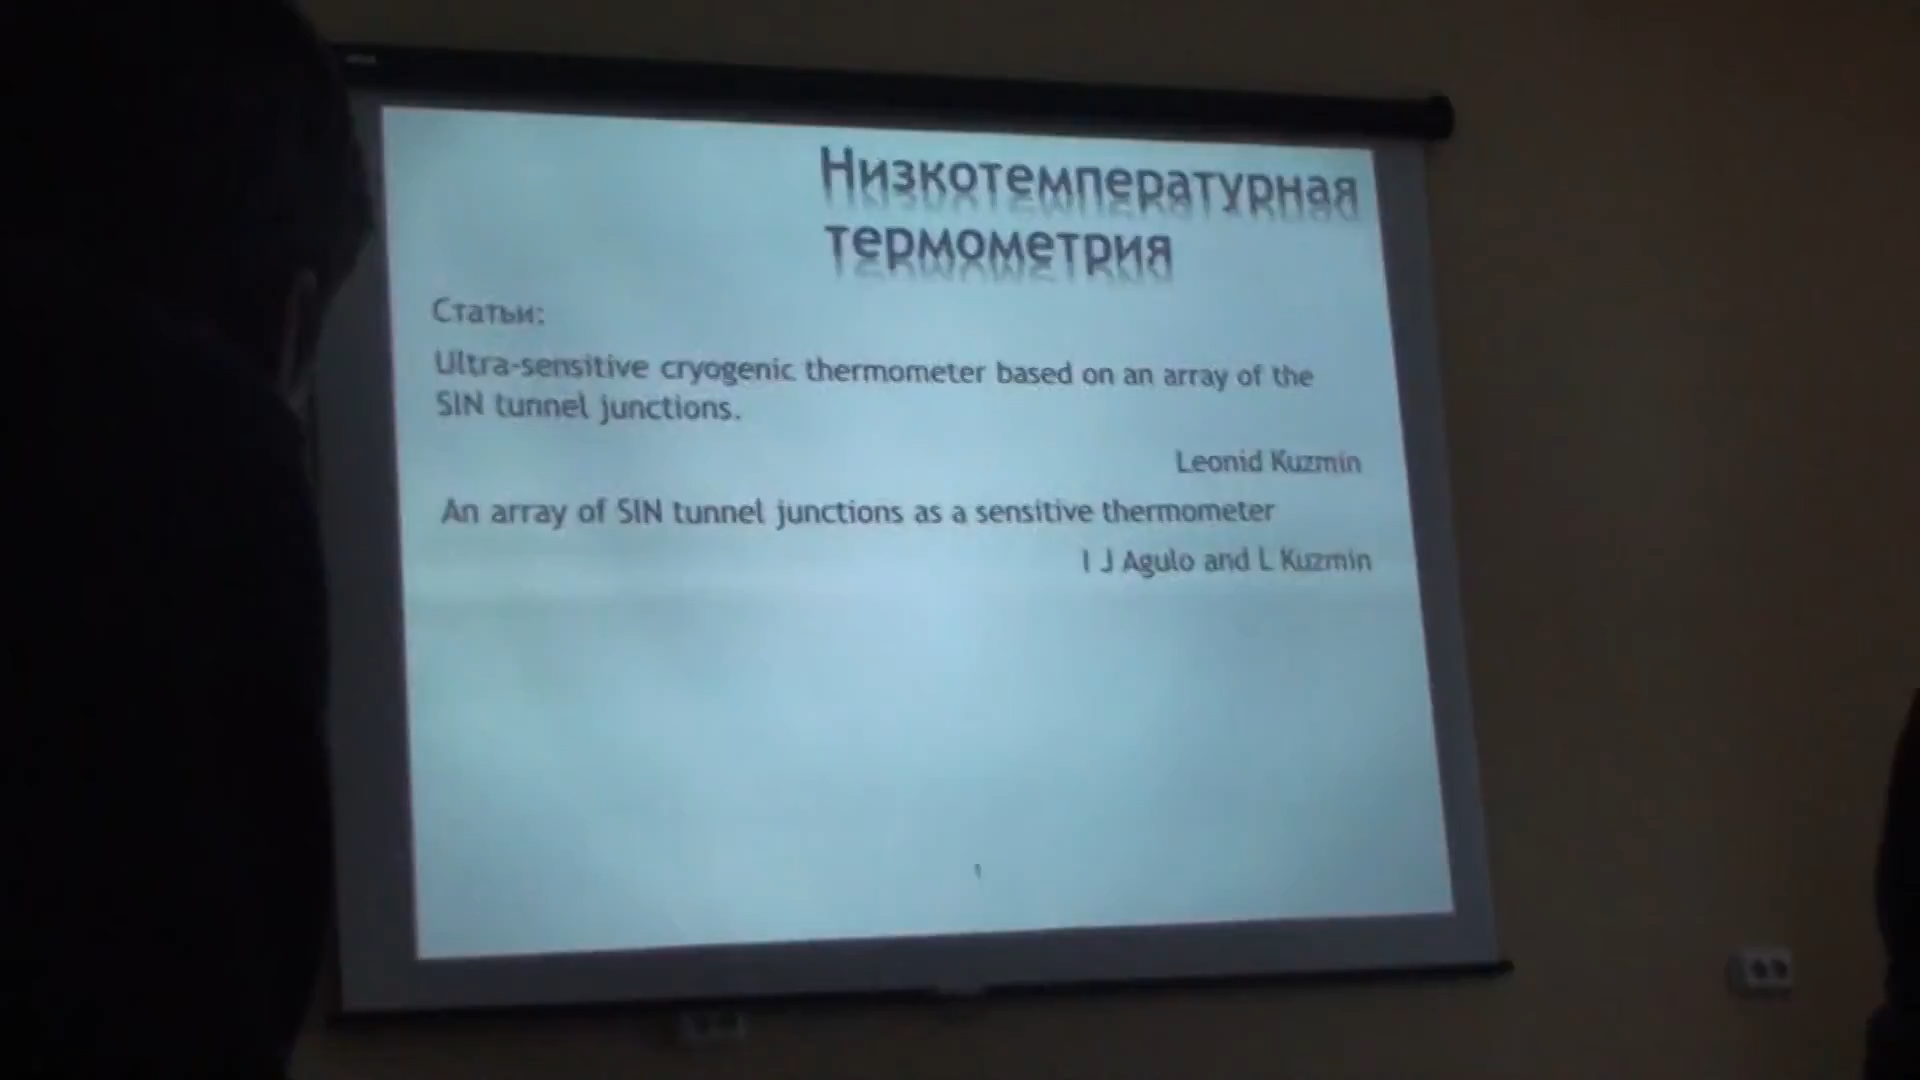 Низкотемпературная
термометрия
Статьи:
Ultra-sensitive cryogenic thermometer based on an array of the
SIN tunnel junctions.
Leonid Kuzmin
An array of SIN tunnel junctions as a sensitive thermometer
I J Agulo and L Kuzmin